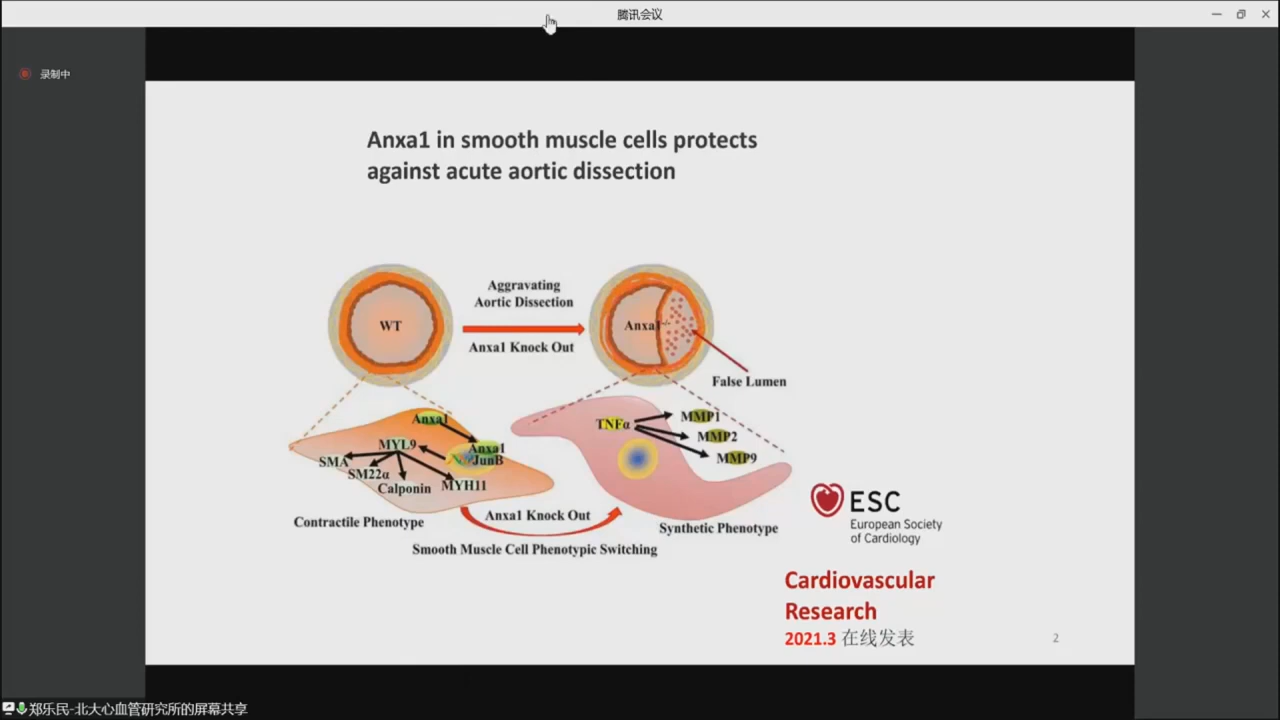 腾讯会议
录制中
Anxa1 in smooth muscle cells protects
against acute aortic dissection
Aggravating
Aortic Dissection
WT
Anxa1-/-
Anxa1 Knock Out
False Lumen
Anxa1
TNFα
MMP1
MMP2
MMP9
MYL9
Anxa1
JunB
SMA
SM22α
Calponin
MYH11
Contractile Phenotype
Anxa1 Knock Out
Synthetic Phenotype
Smooth Muscle Cell Phenotypic Switching
ESC
European Society
of Cardiology
Cardiovascular
Research
2021.3 在线发表
2
郑乐民-北大心血管研究所的屏幕共享